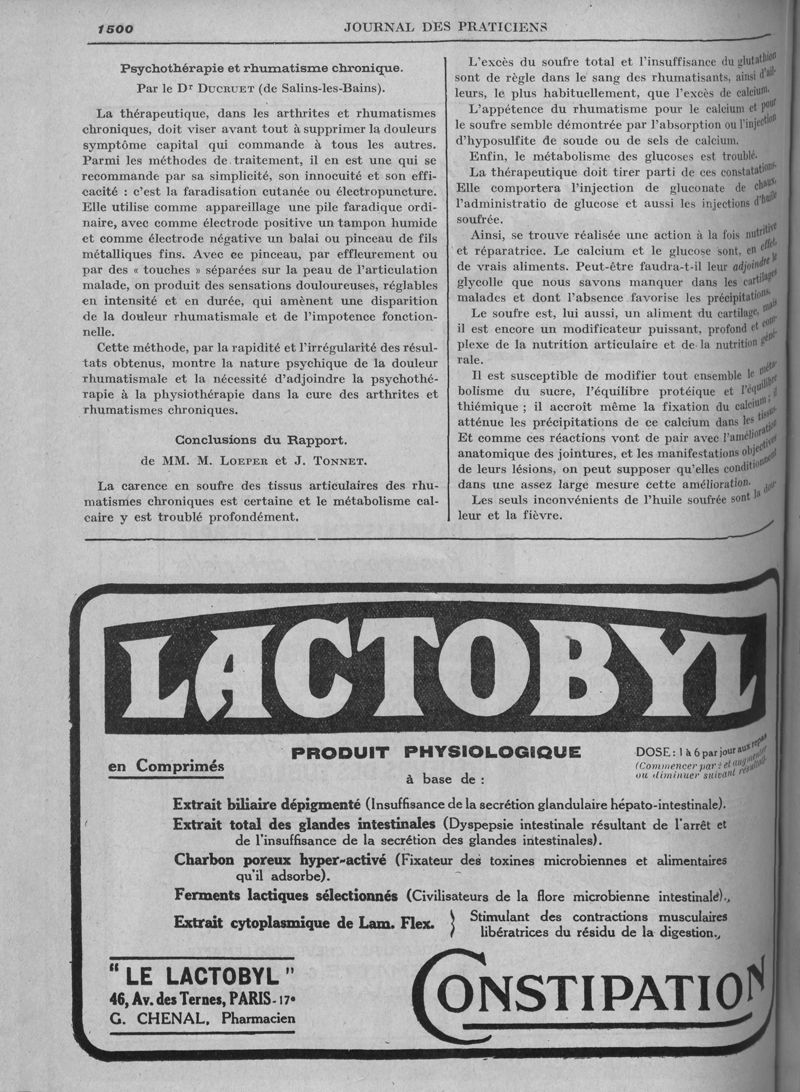 1500
JOURNAL DES PRATICIENS
Psychothérapie et rhumatisme chronique.
Par le Dr DUCRUET (de Salins-les-Bains).
La thérapeutique, dans les arthrites et rhumatismes
chroniques, doit viser avant tout à supprimer la douleurs
symptôme capital qui commande à tous les autres.
Parmi les méthodes de traitement, il en est une qui se
recommande par sa simplicité, son innocuité et son effi-
cacité : c'est la faradisation cutanée ou électropuncture.
Elle utilise comme appareillage une pile faradique ordi-
naire, avec comme électrode positive un tampon humide
et comme électrode négative un balai ou pinceau de fils
métalliques fins. Avec ce pinceau, par effleurement ou
par des « touches » séparées sur la peau de l'articulation
malade, on produit des sensations douloureuses, réglables
en intensité et en durée, qui amènent une disparition
de la douleur rhumatismale et de l'impotence fonction-
nelle.
Cette méthode, par la rapidité et l'irrégularité des résul-
tats obtenus, montre la nature psychique de la douleur
rhumatismale et la nécessité d'adjoindre la psychothé-
rapie à la physiothérapie dans la cure des arthrites et
rhumatismes chroniques.
Conclusions du Rapport.
de MM. M. LOEPER et J. TONNET.
La carence en soufre des tissus articulaires des rhu-
matismes chroniques est certaine et le métabolisme cal-
caire y est troublé profondément.
L'excès du soufre total et l'insuffisance du glutathion
sont de règle dans le sang des rhumatisants, ainsi d'ail-
leurs, le plus habituellement, que l'excès de calcium.
L'appétence du rhumatisme pour le calcium et pour
le soufre semble démontrée par l'absorption ou l'injection
d'hyposulfite de soude ou de sels de calcium.
Enfin, le métabolisme des glucoses est troublé.
La thérapeutique doit tirer parti de ces constatations.
Elle comportera l'injection de gluconate de chaux,
l'administratio de glucose et aussi les injections d'huile
soufrée.
Ainsi, se trouve réalisée une action à la fois nutritive
et réparatrice. Le calcium et le glucose sont, en effet,
de vrais aliments. Peut-être faudra-t-il leur adjoindre le
glycolle que nous savons manquer dans les cartilages
malades et dont l'absence favorise les précipitations.
Le soufre est, lui aussi, un aliment du cartilage, mais
il est encore un modificateur puissant, profond et com-
plexe de la nutrition articulaire et de la nutrition géné-
rale.
Il est susceptible de modifier tout ensemble le méta-
bolisme du sucre, l'équilibre protéique et l'équilibre
thiémique ; il accroît même la fixation du calcium ; il
atténue les précipitations de ce calcium dans les tissus.
Et comme ces réactions vont de pair avec l'amélioration
anatomique des jointures, et les manifestations objectives
de leurs lésions, on peut supposer qu'elles conditionnent
dans une assez large mesure cette amélioration.
Les seuls inconvénients de l'huile soufrée sont la dou-
leur et la fièvre.
LACTOBYL
en Comprimés
PRODUIT PHYSIOLOGIQUE
à base de :
DOSE : 1 à 6 par jour aux repas
(Commencer par 2 et augmenter
ou diminuer suivant résultat
Extrait biliaire dépigmenté (Insuffisance de la secrétion glandulaire hépato-intestinale).
Extrait total des glandes intestinales (Dyspepsie intestinale résultant de l'arrêt et
de l'insuffisance de la secrétion des glandes intestinales).
Charbon poreux hyper-activé (Fixateur des toxines microbiennes et alimentaires
qu'il adsorbe).
Ferments lactiques sélectionnés (Civilisateurs de la flore microbienne intestinale).,
Extrait cytoplasmique de Lam. Flex. } Stimulant des contractions musculaires
libératrices du résidu de la digestion.,
" LE LACTOBYL "
46, Av. des Ternes, PARIS-17e
G. CHENAL, Pharmacien
CONSTIPATION